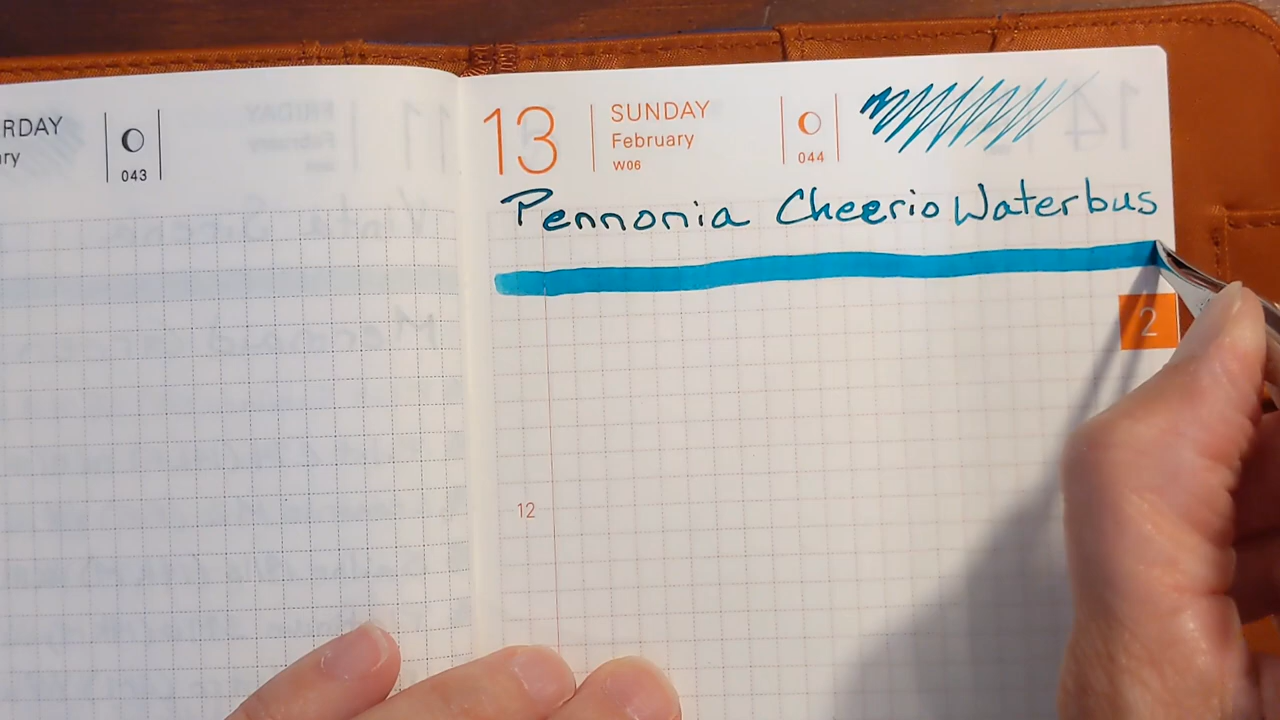 RDAY
ry
043
13
SUNDAY
February
W06
044
Pennonia Cheerio Waterbus
2
12